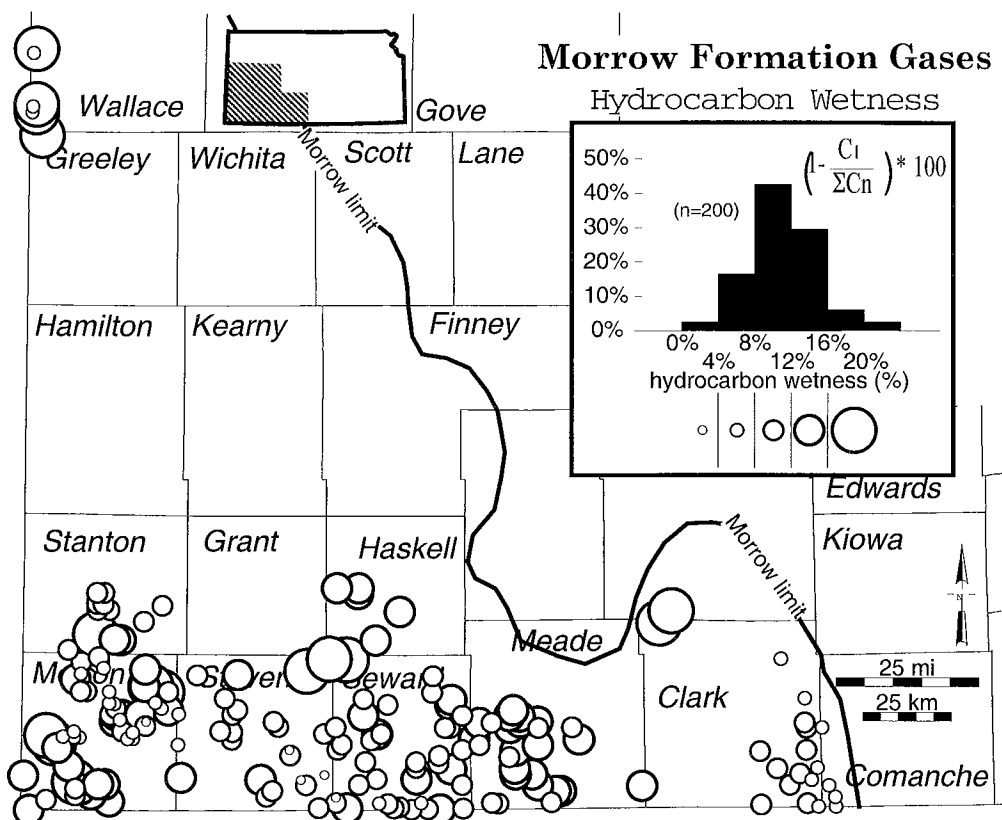 Morrow Formation Gases
Hydrocarbon Wetness
Wallace
Gove
Greeley
Wichita
Scott
Lane
Morrow limit
50%
40%
30%
20%
10%
0%
(n=200)
(1- C1 / ΣCn ) * 100
0% 8% 16%
4% 12% 20%
hydrocarbon wetness (%)
Hamilton
Kearny
Finney
Edwards
Stanton
Grant
Haskell
Morrow limit
Kiowa
N
Meade
25 mi
25 km
Clark
Comanche